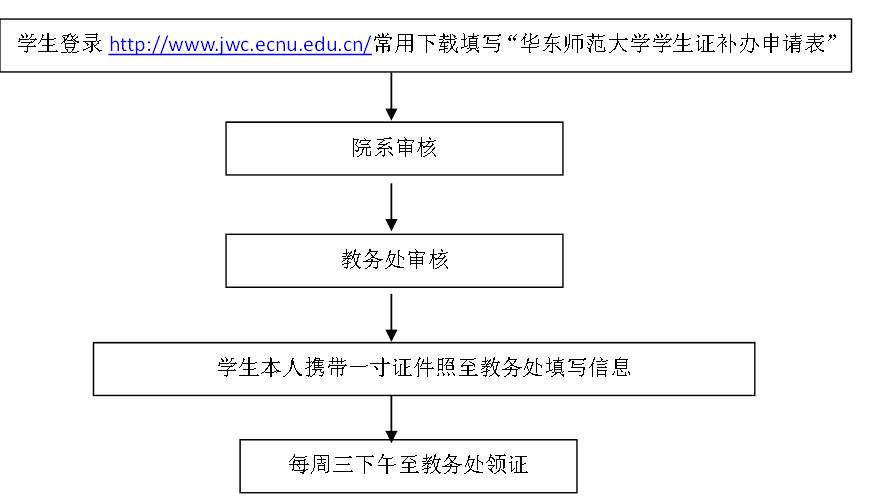 学生登录 http://www.jwc.ecnu.edu.cn/常用下载填写“华东师范大学学生证补办申请表”
院系审核
教务处审核
学生本人携带一寸证件照至教务处填写信息
每周三下午至教务处领证